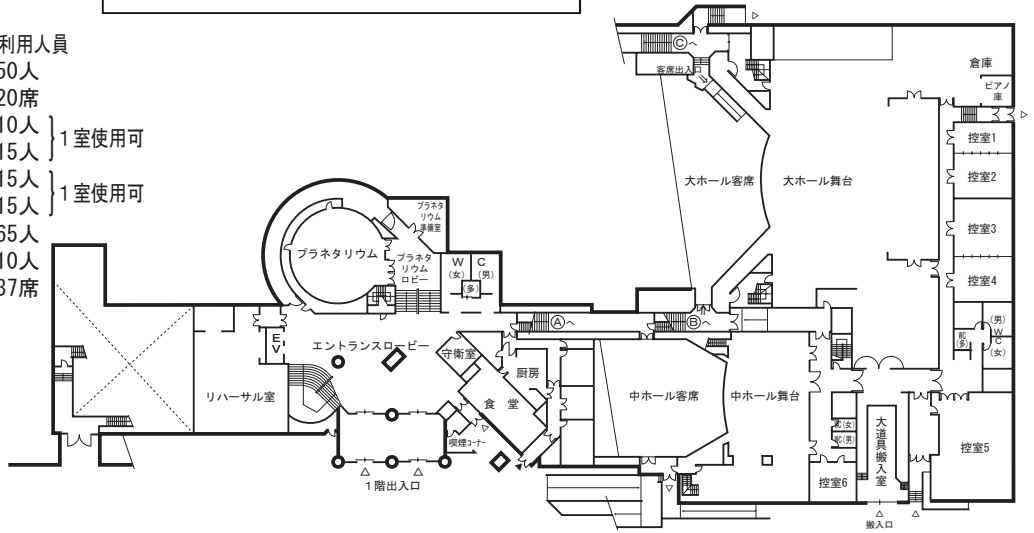 利用人員
50人
20席
10人
15人
1室使用可
15人
15人
1室使用可
65人
10人
37席
Ⓒへ
客席出入口
倉庫
ピアノ
庫
控室1
控室2
控室3
控室4
大ホール客席
大ホール舞台
プラネタリウム
プラネタ
リウム
準備室
プラネタ
リウム
ロビー
W
(女)
C
(男)
(多)
Ⓐへ
Ⓑへ
EV
エントランスロービー
守衛室
厨房
食堂
喫煙コーナー
リハーサル室
1階出入口
中ホール客席
中ホール舞台
WC(女)
WC(男)
控室6
大道具搬入室
搬入口
控室5
WC
(多)
(男)
W
C
(女)